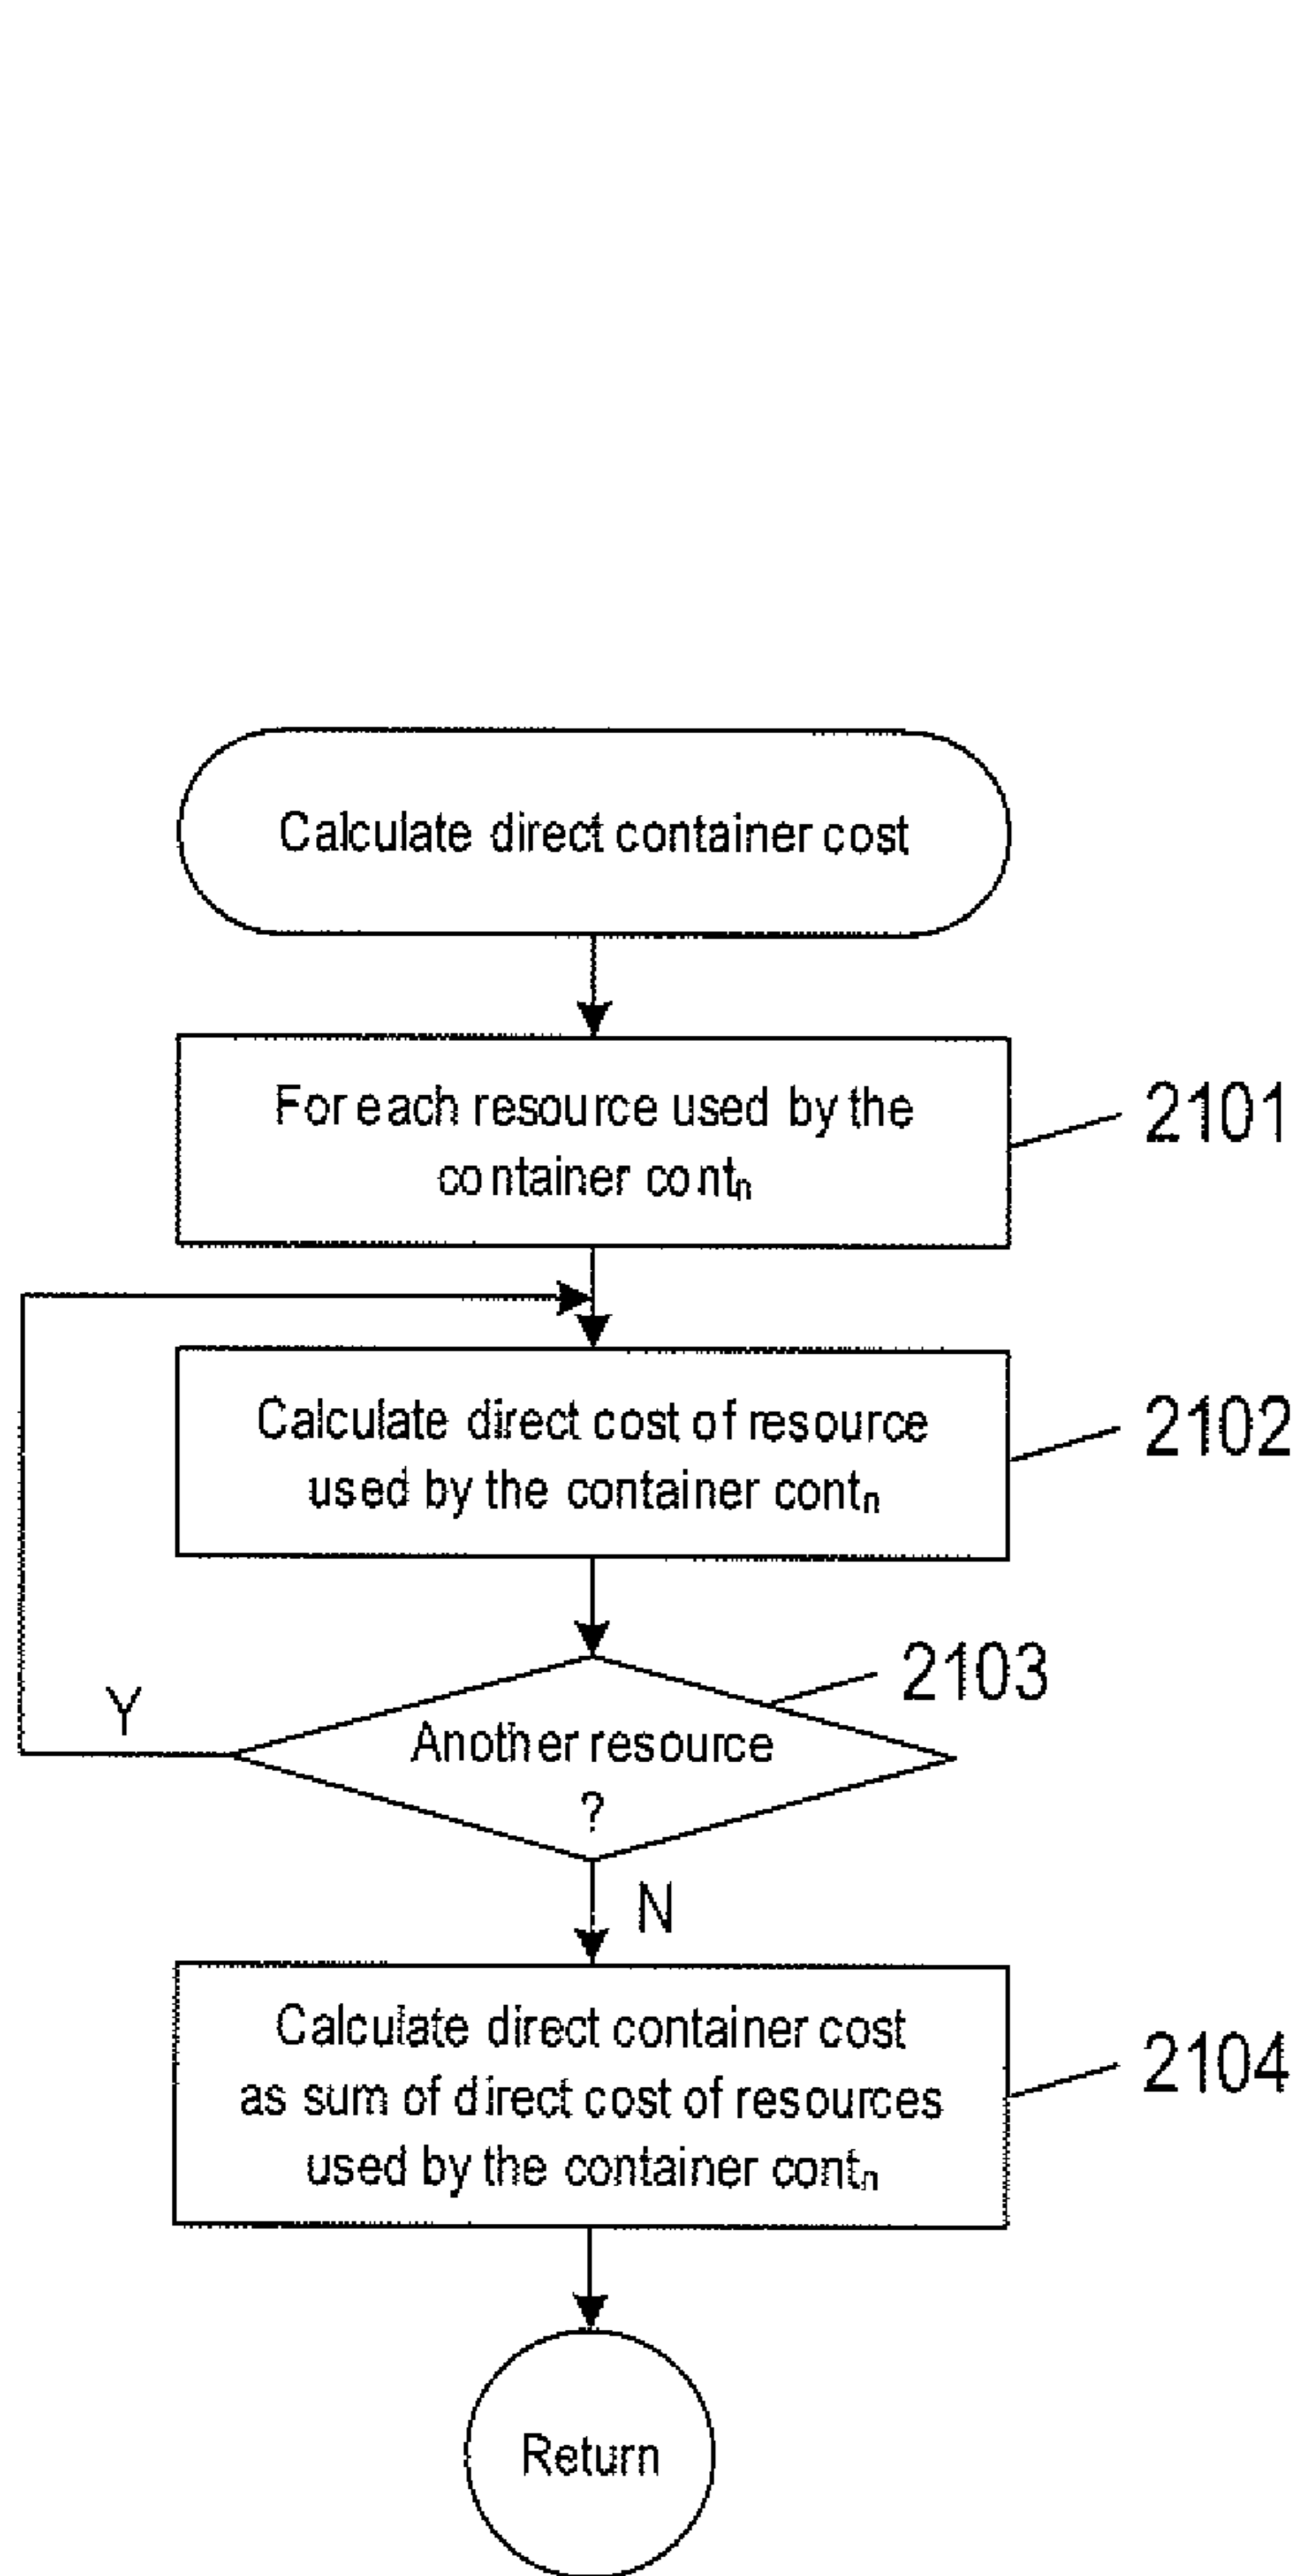 Calculate direct container cost
For each resource used by the
container contₙ
2101
Calculate direct cost of resource
used by the container contₙ
2102
2103
Another resource
?
Y
N
Calculate direct container cost
as sum of direct cost of resources
used by the container contₙ
2104
Return